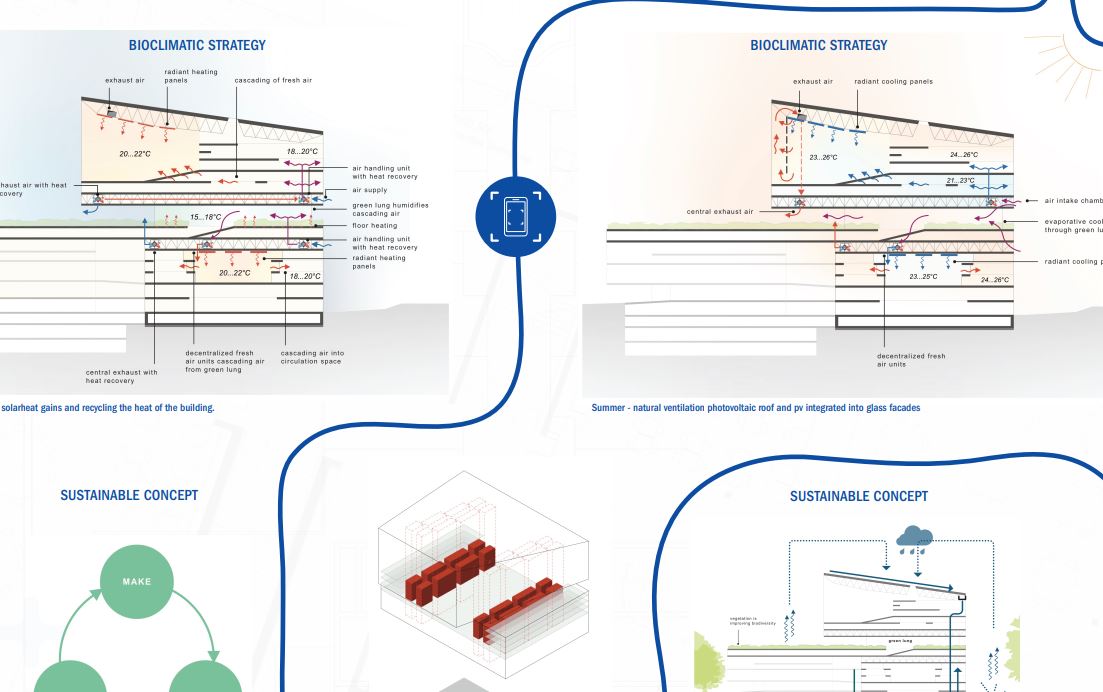 BIOCLIMATIC STRATEGY
exhaust air
radiant heating
panels
cascading of fresh air
20...22°C
18...20°C
air handling unit
with heat recovery
haust air with heat
covery
air supply
green lung humidifies
cascading air
15...18°C
floor heating
air handling unit
with heat recovery
radiant heating
panels
20...22°C
18...20°C
decentralized fresh
air units cascading air
from green lung
cascading air into
circulation space
central exhaust with
heat recovery
solarheat gains and recycling the heat of the building.
BIOCLIMATIC STRATEGY
exhaust air
radiant cooling panels
23...26°C
24...26°C
21...23°C
central exhaust air
air intake chamb
evaporative cool
through green lu
radiant cooling p
23...25°C
24...26°C
decentralized fresh
air units
Summer - natural ventilation photovoltaic roof and pv integrated into glass facades
SUSTAINABLE CONCEPT
MAKE
SUSTAINABLE CONCEPT
vegetation is
improving biodiversity
green lung